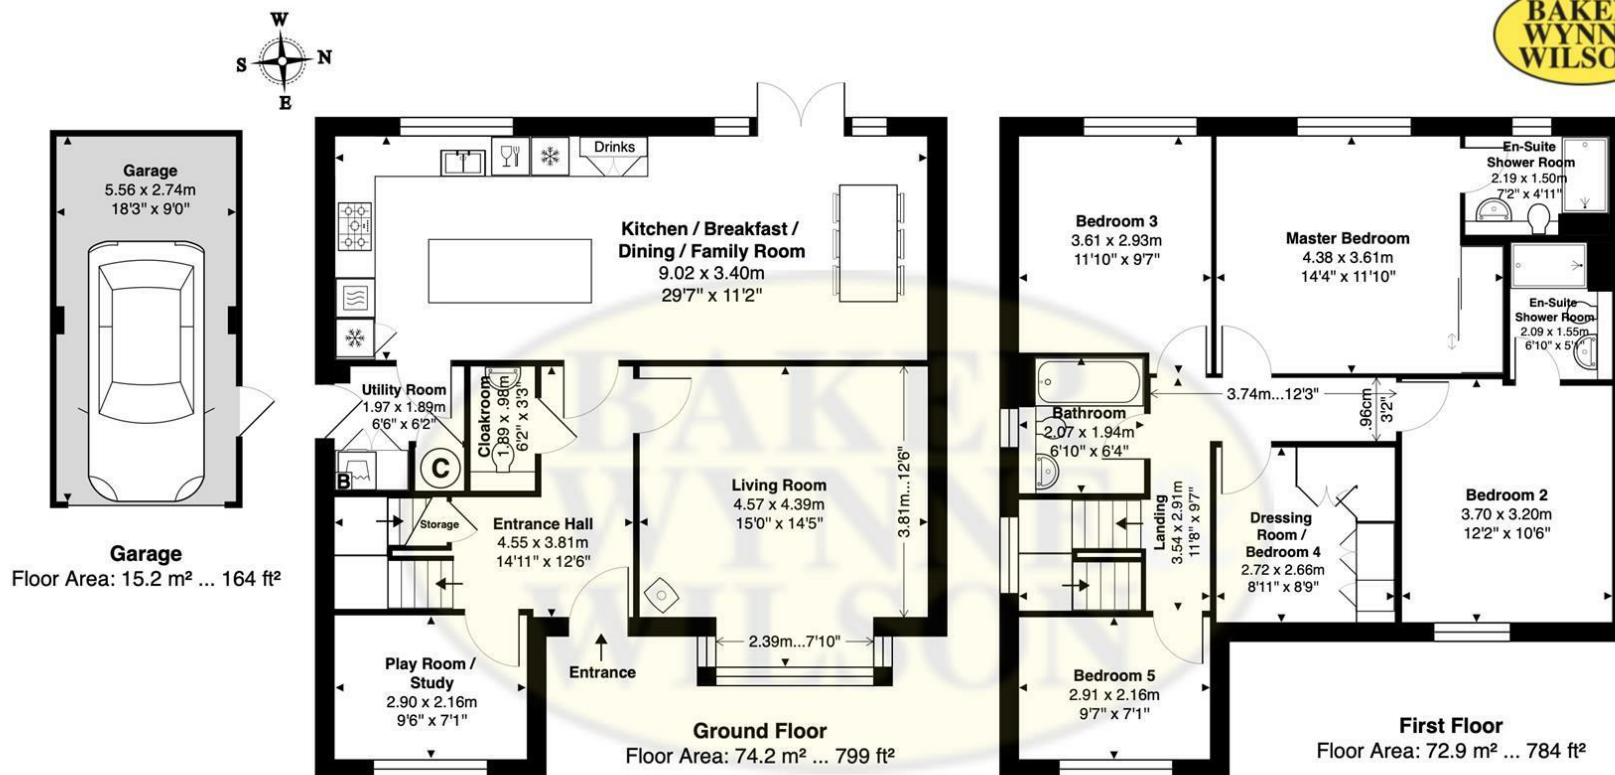 W
S
N
E
Garage
5.56 x 2.74m
18'3" x 9'0"
Garage
Floor Area: 15.2 m² ... 164 ft²
Drinks
Kitchen / Breakfast /
Dining / Family Room
9.02 x 3.40m
29'7" x 11'2"
Utility Room
1.97 x 1.89m
6'6" x 6'2"
B
C
Cloakroom
1.89 x .98m
6'2" x 3'3"
Storage
Entrance Hall
4.55 x 3.81m
14'11" x 12'6"
Living Room
4.57 x 4.39m
15'0" x 14'5"
3.81m...12'6"
2.39m...7'10"
Play Room /
Study
2.90 x 2.16m
9'6" x 7'1"
Entrance
Ground Floor
Floor Area: 74.2 m² ... 799 ft²
BAKER
WYNNE
WILSON
BAKE
WYNN
WILSO
Bedroom 3
3.61 x 2.93m
11'10" x 9'7"
Master Bedroom
4.38 x 3.61m
14'4" x 11'10"
En-Suite
Shower Room
2.19 x 1.50m
7'2" x 4'11"
En-Suite
Shower Room
2.09 x 1.55m
6'10" x 5'1"
Bathroom
2.07 x 1.94m
6'10" x 6'4"
3.74m...12'3"
.96cm
3'2"
Landing
3.54 x 2.91m
11'8" x 9'7"
Dressing
Room /
Bedroom 4
2.72 x 2.66m
8'11" x 8'9"
Bedroom 2
3.70 x 3.20m
12'2" x 10'6"
Bedroom 5
2.91 x 2.16m
9'7" x 7'1"
First Floor
Floor Area: 72.9 m² ... 784 ft²